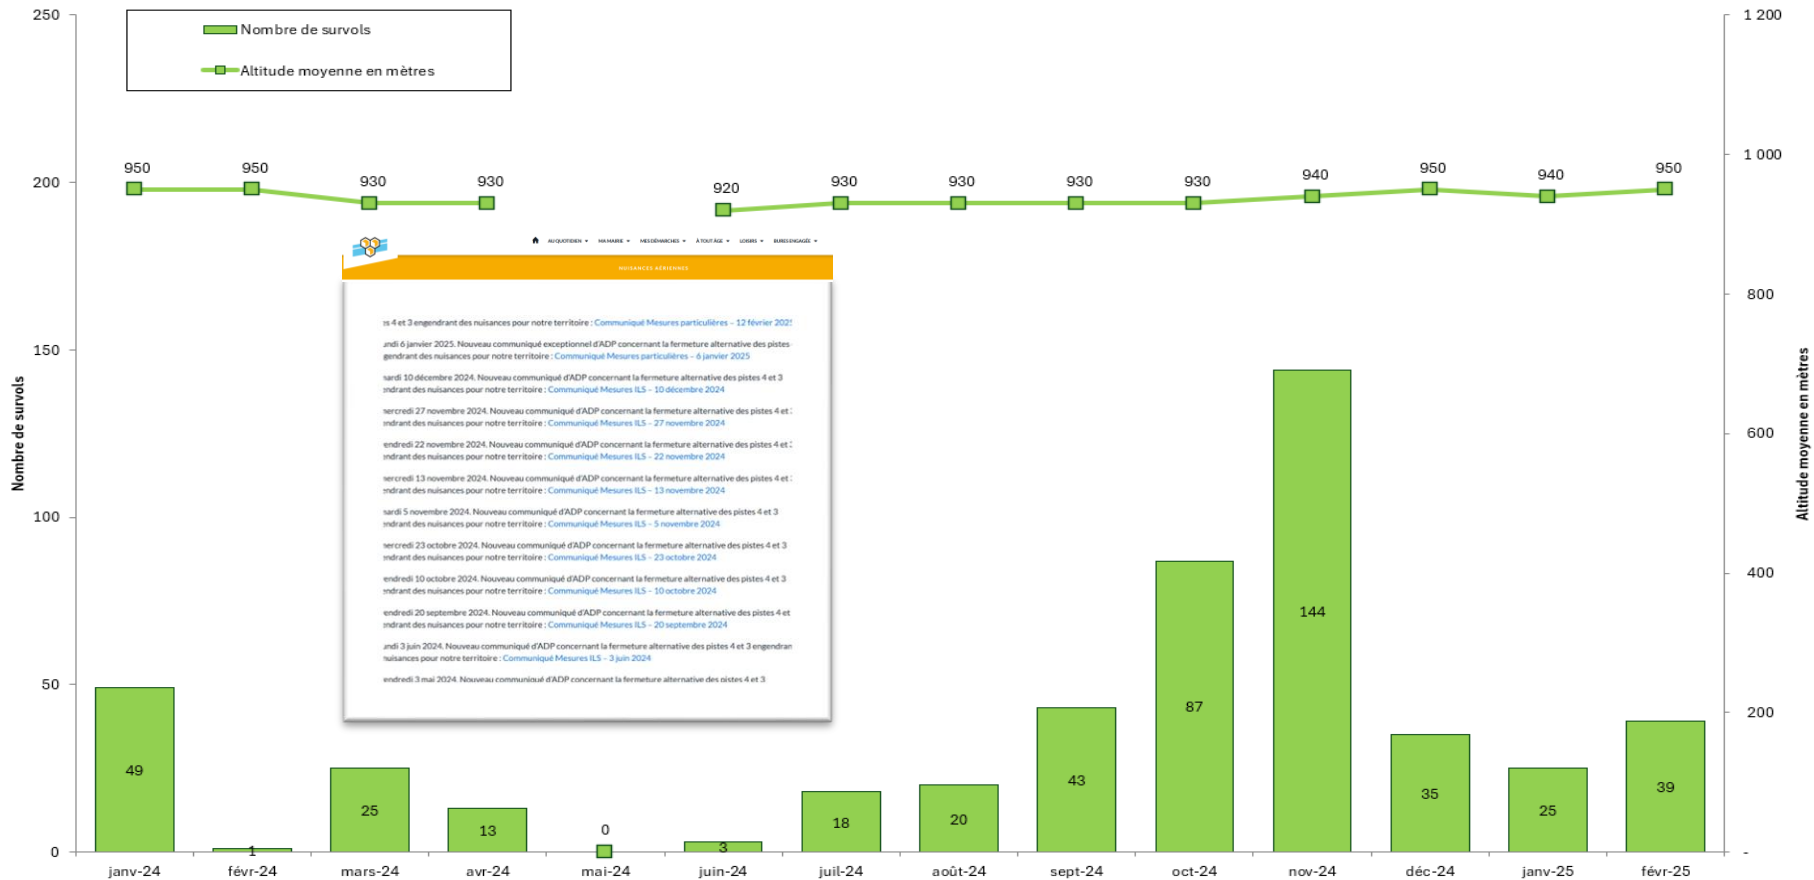 250
1 200
Nombre de survols
Altitude moyenne en mètres
950
950
930
930
920
930
930
930
930
940
950
940
950
1 000
200
AU QUOTIDIEN MA MAIRIE MES DÉMARCHES À TOUT ÂGE LOISIRS BURES ENGAGÉE
NUISANCES AÉRIENNES
800
150
600
100
400
50
200
0
-
Nombre de survols
Altitude moyenne en mètres
4 et 3 engendrant des nuisances pour notre territoire : Communiqué Mesures particulières – 12 février 2025
6 janvier 2025. Nouveau communiqué exceptionnel d'ADP concernant la fermeture alternative des pistes
gendrant des nuisances pour notre territoire : Communiqué Mesures particulières – 6 janvier 2025
ardi 10 décembre 2024. Nouveau communiqué d'ADP concernant la fermeture alternative des pistes 4 et 3
ndrant des nuisances pour notre territoire : Communiqué Mesures ILS – 10 décembre 2024
ercredi 27 novembre 2024. Nouveau communiqué d'ADP concernant la fermeture alternative des pistes 4 et
ndrant des nuisances pour notre territoire : Communiqué Mesures ILS – 27 novembre 2024
endredi 22 novembre 2024. Nouveau communiqué d'ADP concernant la fermeture alternative des pistes 4 et
ndrant des nuisances pour notre territoire : Communiqué Mesures ILS – 22 novembre 2024
ercredi 13 novembre 2024. Nouveau communiqué d'ADP concernant la fermeture alternative des pistes 4 et
ndrant des nuisances pour notre territoire : Communiqué Mesures ILS – 13 novembre 2024
ardi 5 novembre 2024. Nouveau communiqué d'ADP concernant la fermeture alternative des pistes 4 et 3
ndrant des nuisances pour notre territoire : Communiqué Mesures ILS – 5 novembre 2024
ercredi 23 octobre 2024. Nouveau communiqué d'ADP concernant la fermeture alternative des pistes 4 et 3
ndrant des nuisances pour notre territoire : Communiqué Mesures ILS – 23 octobre 2024
endredi 10 octobre 2024. Nouveau communiqué d'ADP concernant la fermeture alternative des pistes 4 et 3
ndrant des nuisances pour notre territoire : Communiqué Mesures ILS – 10 octobre 2024
endredi 20 septembre 2024. Nouveau communiqué d'ADP concernant la fermeture alternative des pistes 4 et
ndrant des nuisances pour notre territoire : Communiqué Mesures ILS – 20 septembre 2024
ndi 3 juin 2024. Nouveau communiqué d'ADP concernant la fermeture alternative des pistes 4 et 3 engendran
nuisances pour notre territoire : Communiqué Mesures ILS – 3 juin 2024
endredi 3 mai 2024. Nouveau communiqué d'ADP concernant la fermeture alternative des pistes 4 et 3
49
1
25
13
0
3
18
20
43
87
144
35
25
39
janv-24
févr-24
mars-24
avr-24
mai-24
juin-24
juil-24
août-24
sept-24
oct-24
nov-24
déc-24
janv-25
févr-25